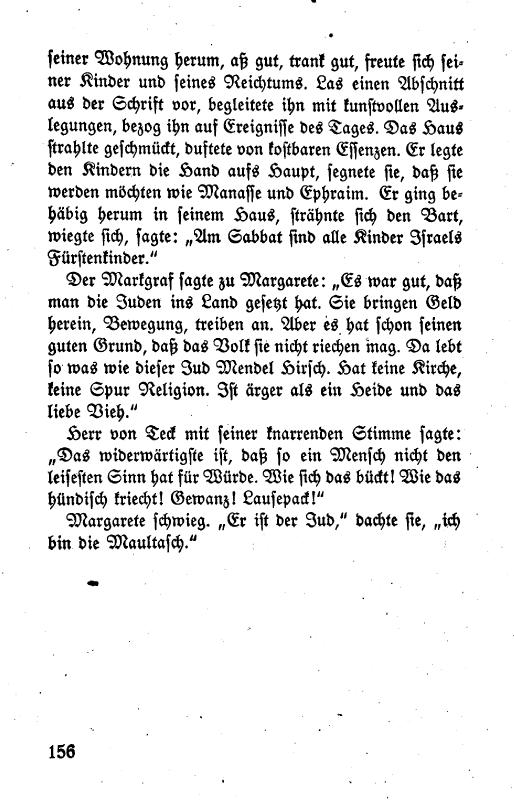 seiner Wohnung herum, aß gut, trank gut, freute sich sei-
ner Kinder und seines Reichtums. Las einen Abschnitt
aus der Schrift vor, begleitete ihn mit kunstvollen Aus-
legungen, bezog ihn auf Ereignisse des Tages. Das Haus
strahlte geschmückt, duftete von kostbaren Essenzen. Er legte
den Kindern die Hand aufs Haupt, segnete sie, daß sie
werden möchten wie Manasse und Ephraim. Er ging be-
häbig herum in seinem Haus, strähnte sich den Bart,
wiegte sich, sagte: „Am Sabbat sind alle Kinder Israels
Fürstenkinder.“
Der Markgraf sagte zu Margarete: „Es war gut, daß
man die Juden ins Land gesetzt hat. Sie bringen Geld
herein, Bewegung, treiben an. Aber es hat schon seinen
guten Grund, daß das Volk sie nicht riechen mag. Da lebt
so was wie dieser Jud Mendel Hirsch. Hat keine Kirche,
keine Spur Religion. Ist ärger als ein Heide und das
liebe Vieh.“
Herr von Teck mit seiner knarrenden Stimme sagte:
„Das widerwärtigste ist, daß so ein Mensch nicht den
leisesten Sinn hat für Würde. Wie sich das bückt! Wie das
hündisch kriecht! Gewanz! Lausepack!“
Margarete schwieg. „Er ist der Jud,“ dachte sie, „ich
bin die Maultasch.“
156